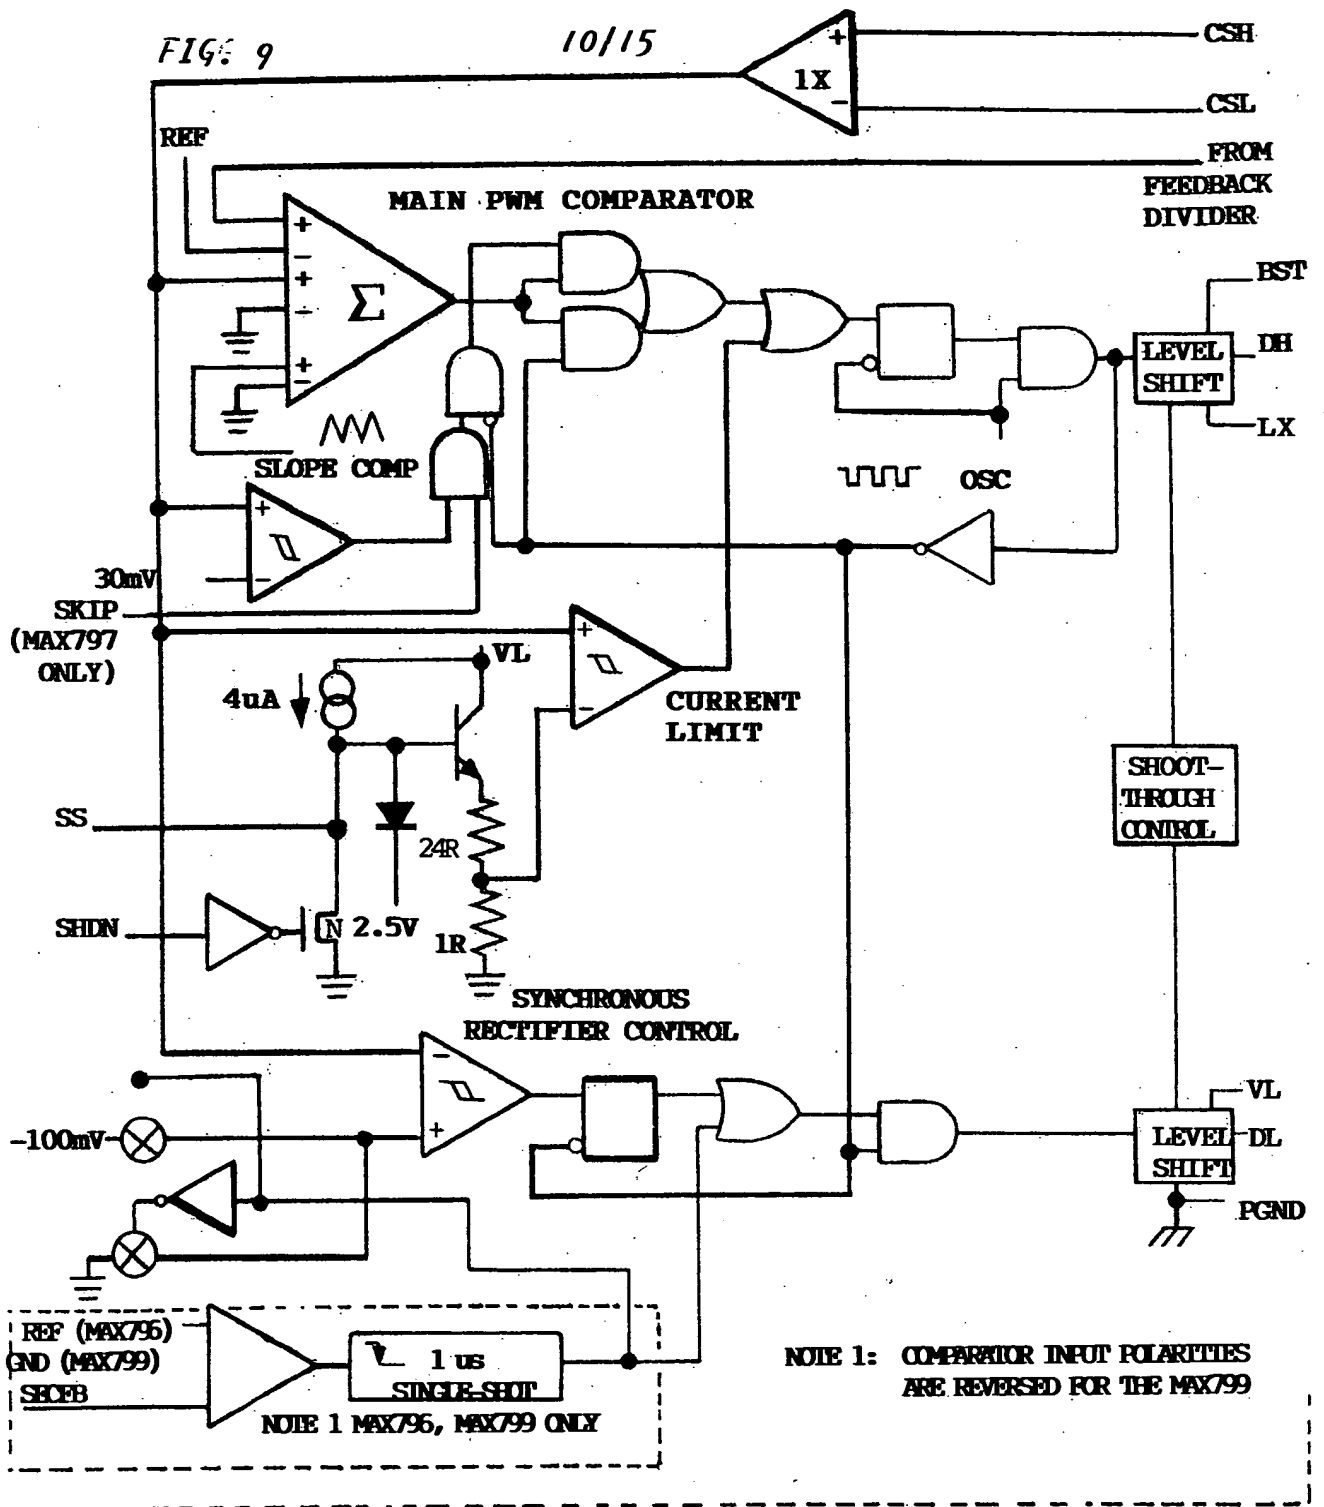 FIG. 9
10/15
CSH
+
1X
-
CSL
REF
FROM
FEEDBACK
DIVIDER
MAIN PWM COMPARATOR
+
-
+
-
+
-
Σ
BST
LEVEL
SHIFT
DH
LX
SLOPE COMP
OSC
+
-
30mV
SKIP
(MAX797
ONLY)
VL
4uA
+
-
CURRENT
LIMIT
SHOOT-
THROUGH
CONTROL
SS
24R
SHDN
N
2.5V
1R
SYNCHRONOUS
RECTIFIER CONTROL
-
+
-100mV
VL
LEVEL
SHIFT
DL
PGND
REF (MAX796)
GND (MAX799)
SECFB
1 us
SINGLE-SHOT
NOTE 1 MAX796, MAX799 ONLY
NOTE 1: COMPARATOR INPUT POLARITIES
ARE REVERSED FOR THE MAX799